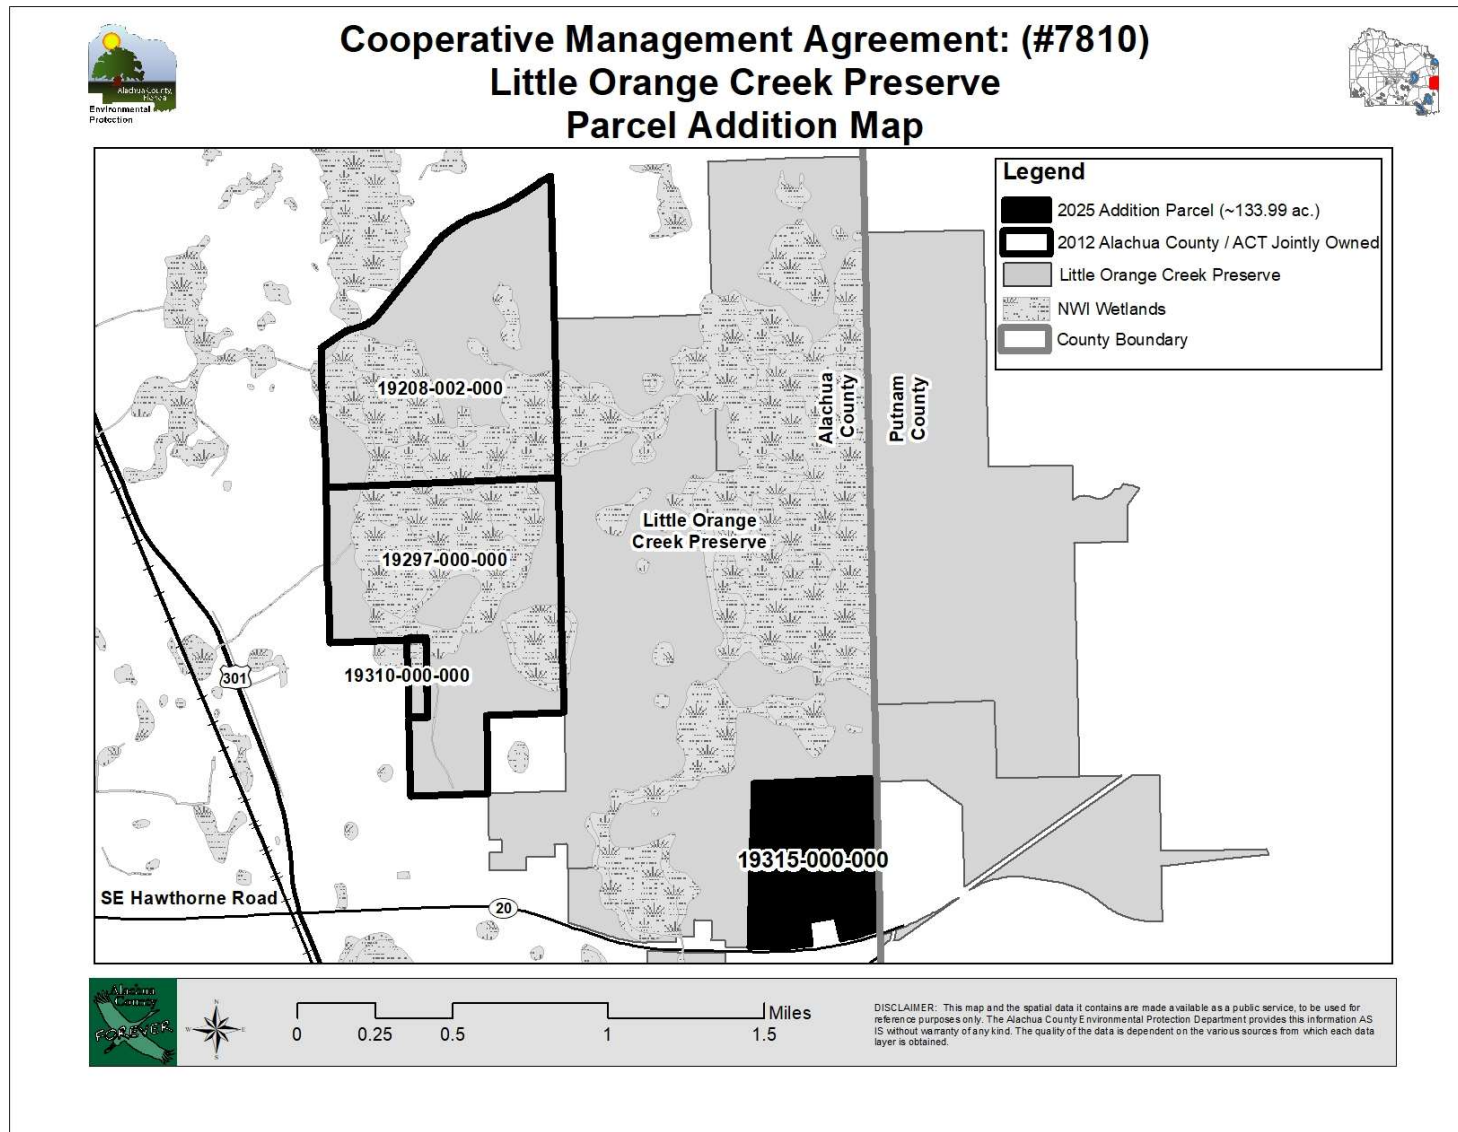 Cooperative Management Agreement: (#7810)
Little Orange Creek Preserve
Parcel Addition Map
Alachua County,
Florida
Environmental
Protection
Legend
2025 Addition Parcel (~133.99 ac.)
2012 Alachua County / ACT Jointly Owned
Little Orange Creek Preserve
NWI Wetlands
County Boundary
19208-002-000
Alachua
County
Putnam
County
Little Orange
Creek Preserve
19297-000-000
19310-000-000
301
19315-000-000
SE Hawthorne Road
20
Alachua
County
FOREVER
N
W
E
S
Miles
0
0.25
0.5
1
1.5
DISCLAIMER: This map and the spatial data it contains are made available as a public service, to be used for
reference purposes only. The Alachua County Environmental Protection Department provides this information AS
IS without warranty of any kind. The quality of the data is dependent on the various sources from which each data
layer is obtained.